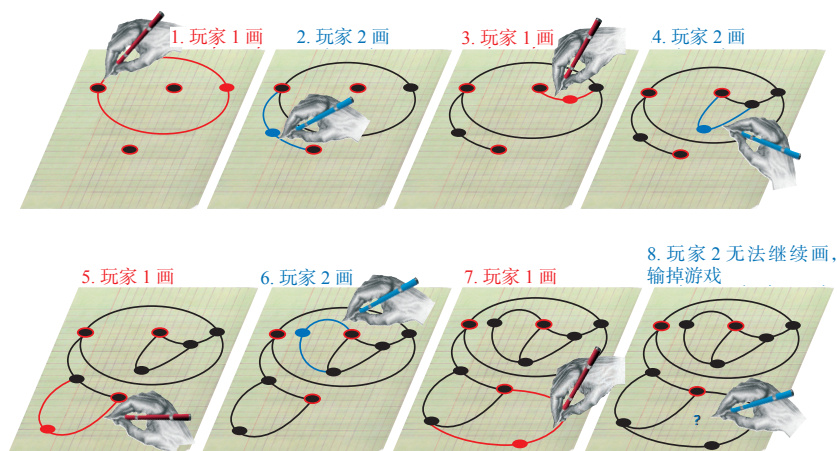 1. 玩家 1 画
2. 玩家 2 画
3. 玩家 1 画
4. 玩家 2 画
5. 玩家 1 画
6. 玩家 2 画
7. 玩家 1 画
8. 玩家 2 无法继续画，
输掉游戏
?